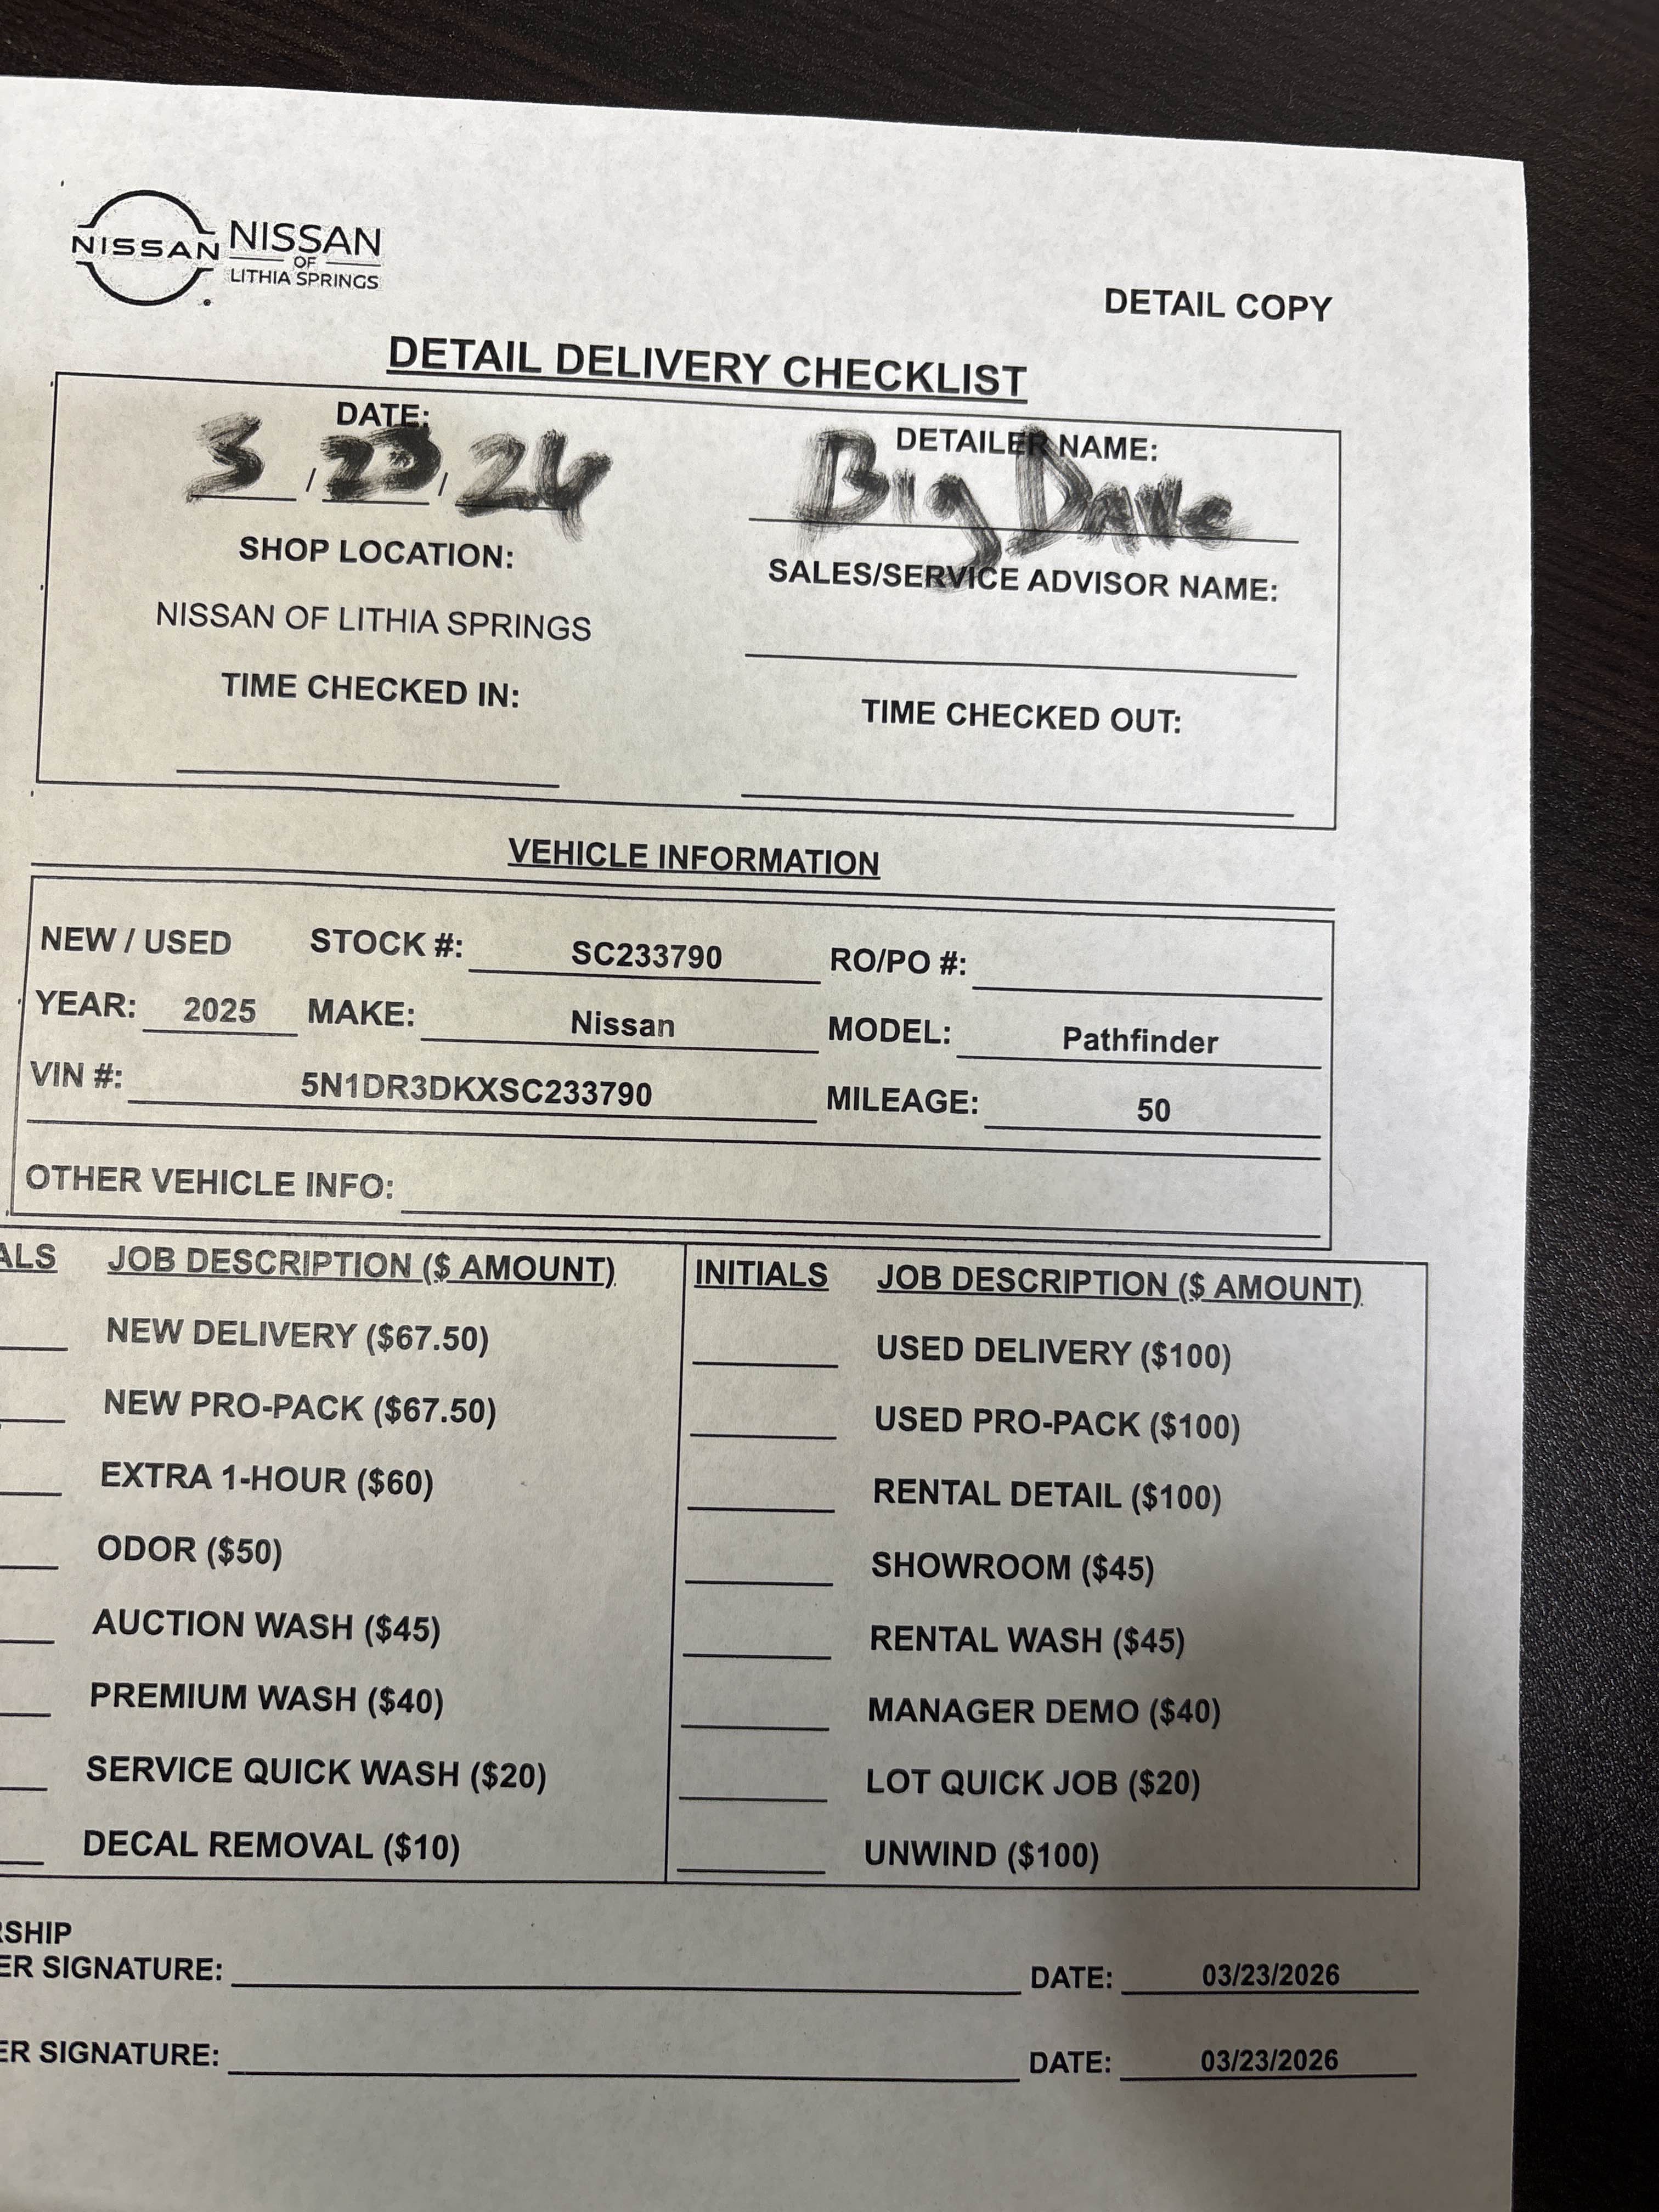 NISSAN NISSAN
OF
LITHIA SPRINGS
DETAIL COPY
DETAIL DELIVERY CHECKLIST
DATE: DETAILER NAME:
3 / 23 / 26 Big Dave
SHOP LOCATION: SALES/SERVICE ADVISOR NAME:
NISSAN OF LITHIA SPRINGS
TIME CHECKED IN: TIME CHECKED OUT:
VEHICLE INFORMATION
NEW / USED STOCK #: SC233790 RO/PO #:
YEAR: 2025 MAKE: Nissan MODEL: Pathfinder
VIN #: 5N1DR3DKXSC233790 MILEAGE: 50
OTHER VEHICLE INFO:
ALS JOB DESCRIPTION ($ AMOUNT) INITIALS JOB DESCRIPTION ($ AMOUNT)
NEW DELIVERY ($67.50) USED DELIVERY ($100)
NEW PRO-PACK ($67.50) USED PRO-PACK ($100)
EXTRA 1-HOUR ($60) RENTAL DETAIL ($100)
ODOR ($50) SHOWROOM ($45)
AUCTION WASH ($45) RENTAL WASH ($45)
PREMIUM WASH ($40) MANAGER DEMO ($40)
SERVICE QUICK WASH ($20) LOT QUICK JOB ($20)
DECAL REMOVAL ($10) UNWIND ($100)
RSHIP
ER SIGNATURE: DATE: 03/23/2026
ER SIGNATURE: DATE: 03/23/2026